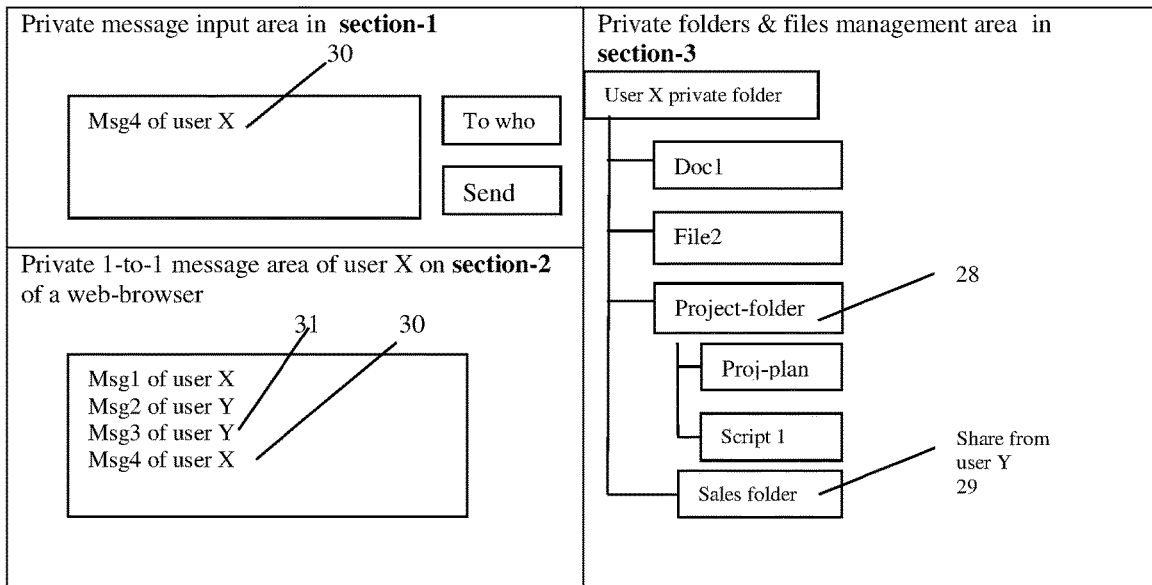 Private message input area in section-1
30
Msg4 of user X
To who
Send
Private 1-to-1 message area of user X on section-2
of a web-browser
31 30
Msg1 of user X
Msg2 of user Y
Msg3 of user Y
Msg4 of user X
Private folders & files management area in
section-3
User X private folder
Doc1
File2
28
Project-folder
Proj-plan
Script 1
Share from
user Y
29
Sales folder